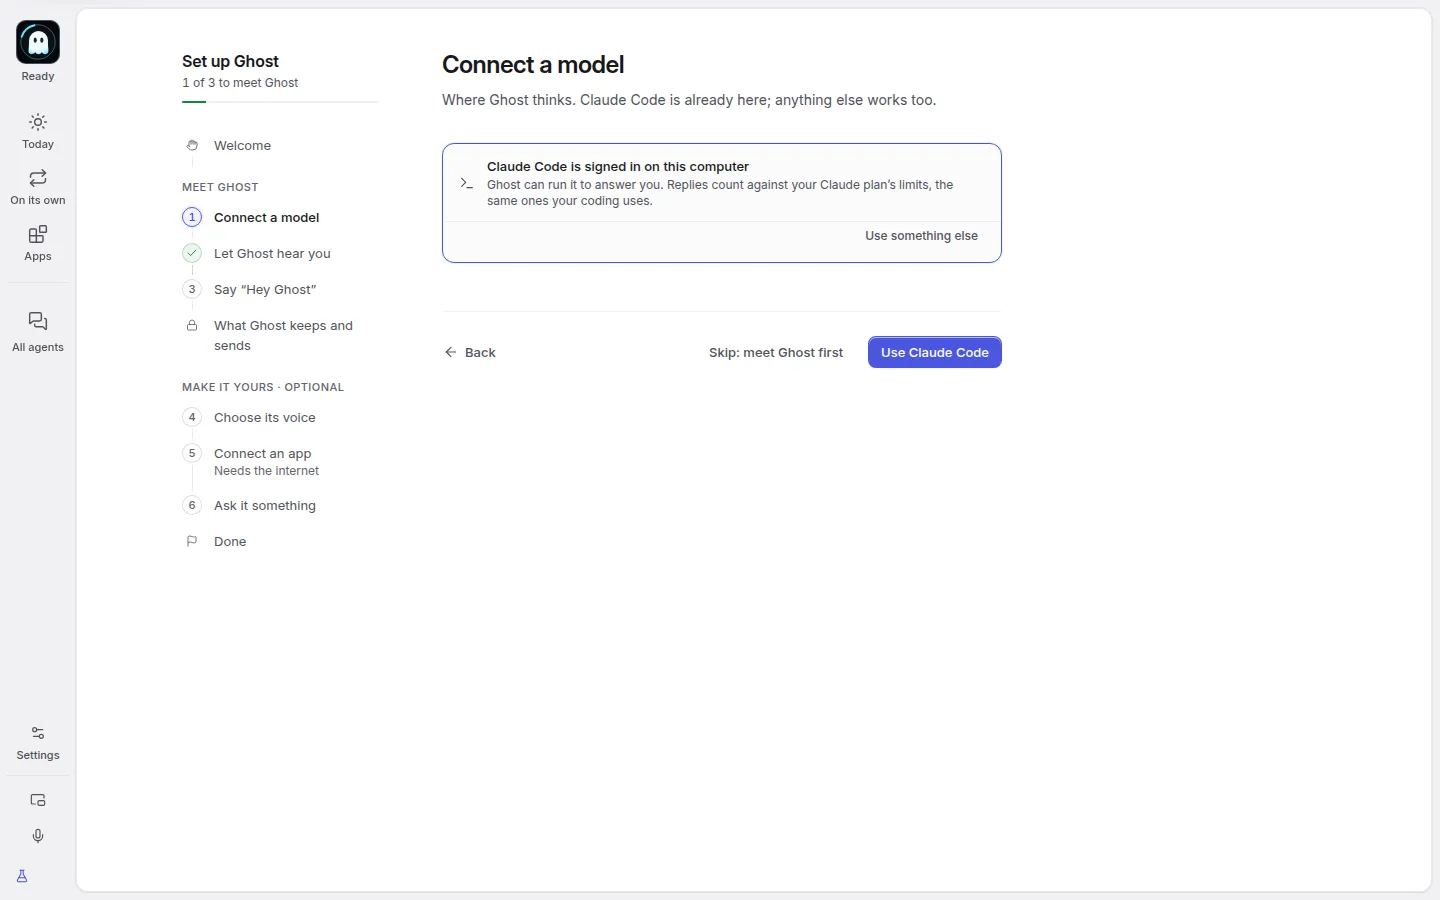 Ready
Today
On its own
Apps
All agents
Settings
Set up Ghost
1 of 3 to meet Ghost
Welcome
MEET GHOST
1 Connect a model
Let Ghost hear you
3 Say “Hey Ghost”
What Ghost keeps and
sends
MAKE IT YOURS · OPTIONAL
4 Choose its voice
5 Connect an app
Needs the internet
6 Ask it something
Done
Connect a model
Where Ghost thinks. Claude Code is already here; anything else works too.
Claude Code is signed in on this computer
Ghost can run it to answer you. Replies count against your Claude plan’s limits, the
same ones your coding uses.
Use something else
Back
Skip: meet Ghost first
Use Claude Code